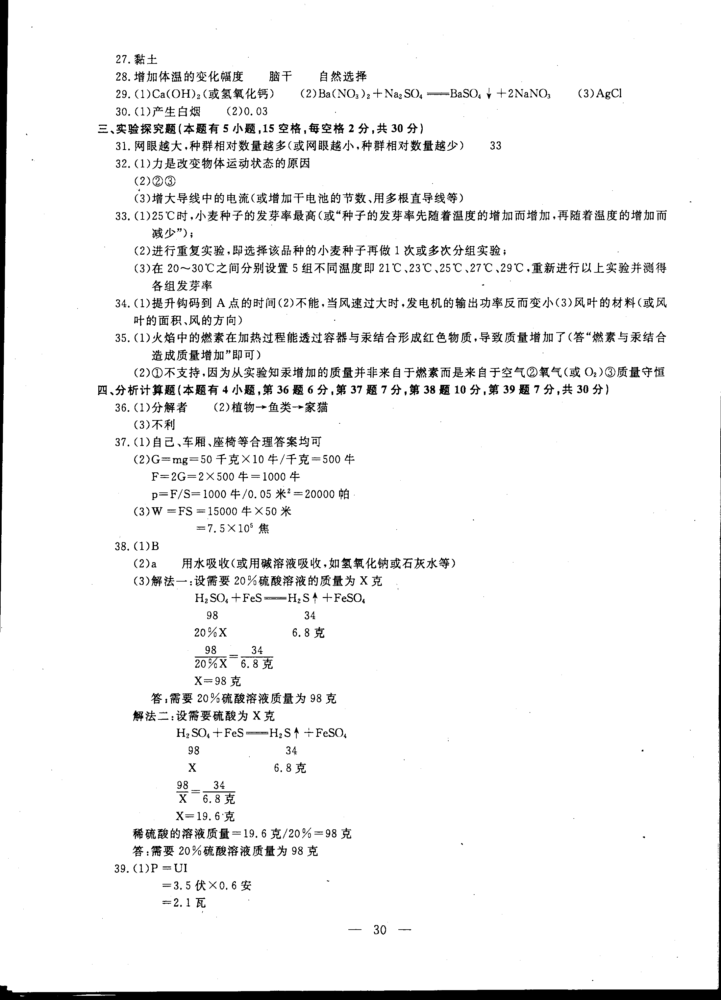 27.黏土
28.增加体温的变化幅度 脑干 自然选择
29.(1)Ca(OH)₂(或氢氧化钙) (2)Ba(NO₃)₂+Na₂SO₄══BaSO₄↓+2NaNO₃ (3)AgCl
30.(1)产生白烟 (2)0.03
三、实验探究题(本题有5小题,15空格,每空格2分,共30分)
31.网眼越大,种群相对数量越多(或网眼越小,种群相对数量越少) 33
32.(1)力是改变物体运动状态的原因
(2)②③
(3)增大导线中的电流(或增加干电池的节数、用多根直导线等)
33.(1)25℃时,小麦种子的发芽率最高(或“种子的发芽率先随着温度的增加而增加,再随着温度的增加而
减少”);
(2)进行重复实验,即选择该品种的小麦种子再做1次或多次分组实验;
(3)在20~30℃之间分别设置5组不同温度即21℃、23℃、25℃、27℃、29℃,重新进行以上实验并测得
各组发芽率
34.(1)提升钩码到A点的时间(2)不能,当风速过大时,发电机的输出功率反而变小(3)风叶的材料(或风
叶的面积、风的方向)
35.(1)火焰中的燃素在加热过程能透过容器与汞结合形成红色物质,导致质量增加了(答“燃素与汞结合
造成质量增加”即可)
(2)①不支持,因为从实验知汞增加的质量并非来自于燃素而是来自于空气②氧气(或O₂)③质量守恒
四、分析计算题(本题有4小题,第36题6分,第37题7分,第38题10分,第39题7分,共30分)
36.(1)分解者 (2)植物→鱼类→家猫
(3)不利
37.(1)自己、车厢、座椅等合理答案均可
(2)G=mg=50千克×10牛/千克=500牛
F=2G=2×500牛=1000牛
p=F/S=1000牛/0.05米²=20000帕
(3)W=FS=15000牛×50米
=7.5×10⁵焦
38.(1)B
(2)a 用水吸收(或用碱溶液吸收,如氢氧化钠或石灰水等)
(3)解法一:设需要20%硫酸溶液的质量为X克
H₂SO₄+FeS══H₂S↑+FeSO₄
98 34
20%X 6.8克
98/20%X=34/6.8克
X=98克
答:需要20%硫酸溶液质量为98克
解法二:设需要硫酸为X克
H₂SO₄+FeS══H₂S↑+FeSO₄
98 34
X 6.8克
98/X=34/6.8克
X=19.6克
稀硫酸的溶液质量=19.6克/20%=98克
答:需要20%硫酸溶液质量为98克
39.(1)P=UI
=3.5伏×0.6安
=2.1瓦
— 30 —